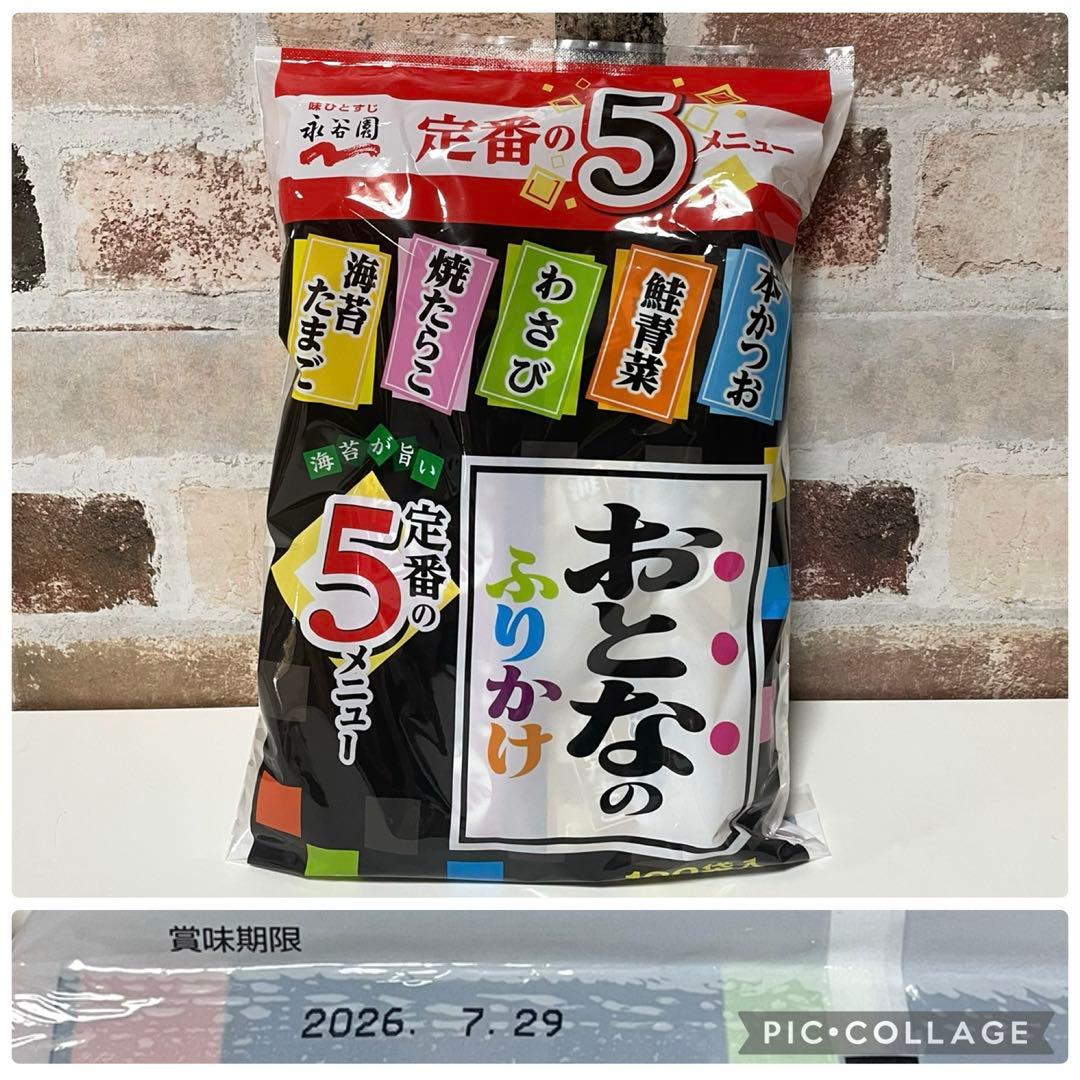 味ひとすじ
永谷園
定番の5メニュー
海苔たまご
焼たらこ
わさび
鮭青菜
本かつお
海苔が旨い
定番の
5
メニュー
おとなの
ふりかけ
賞味期限
2026. 7. 29
PIC•COLLAGE